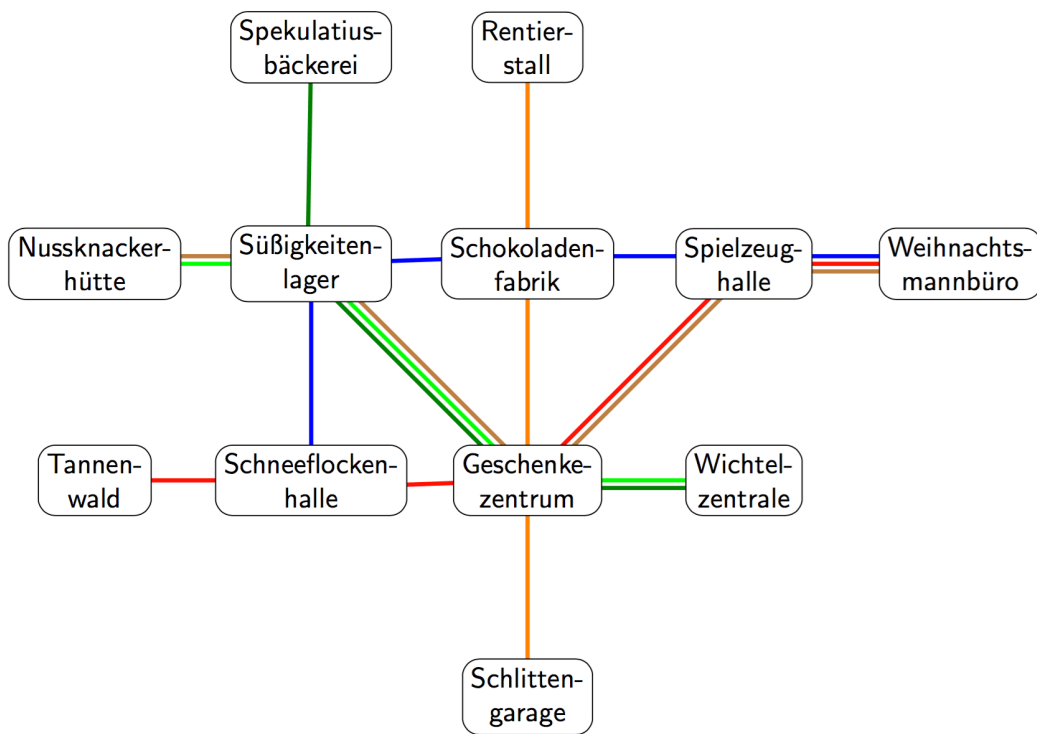 Spekulatius-
bäckerei
Rentier-
stall
Nussknacker-
hütte
Süßigkeiten-
lager
Schokoladen-
fabrik
Spielzeug-
halle
Weihnachts-
mannbüro
Tannen-
wald
Schneeflocken-
halle
Geschenke-
zentrum
Wichtel-
zentrale
Schlitten-
garage